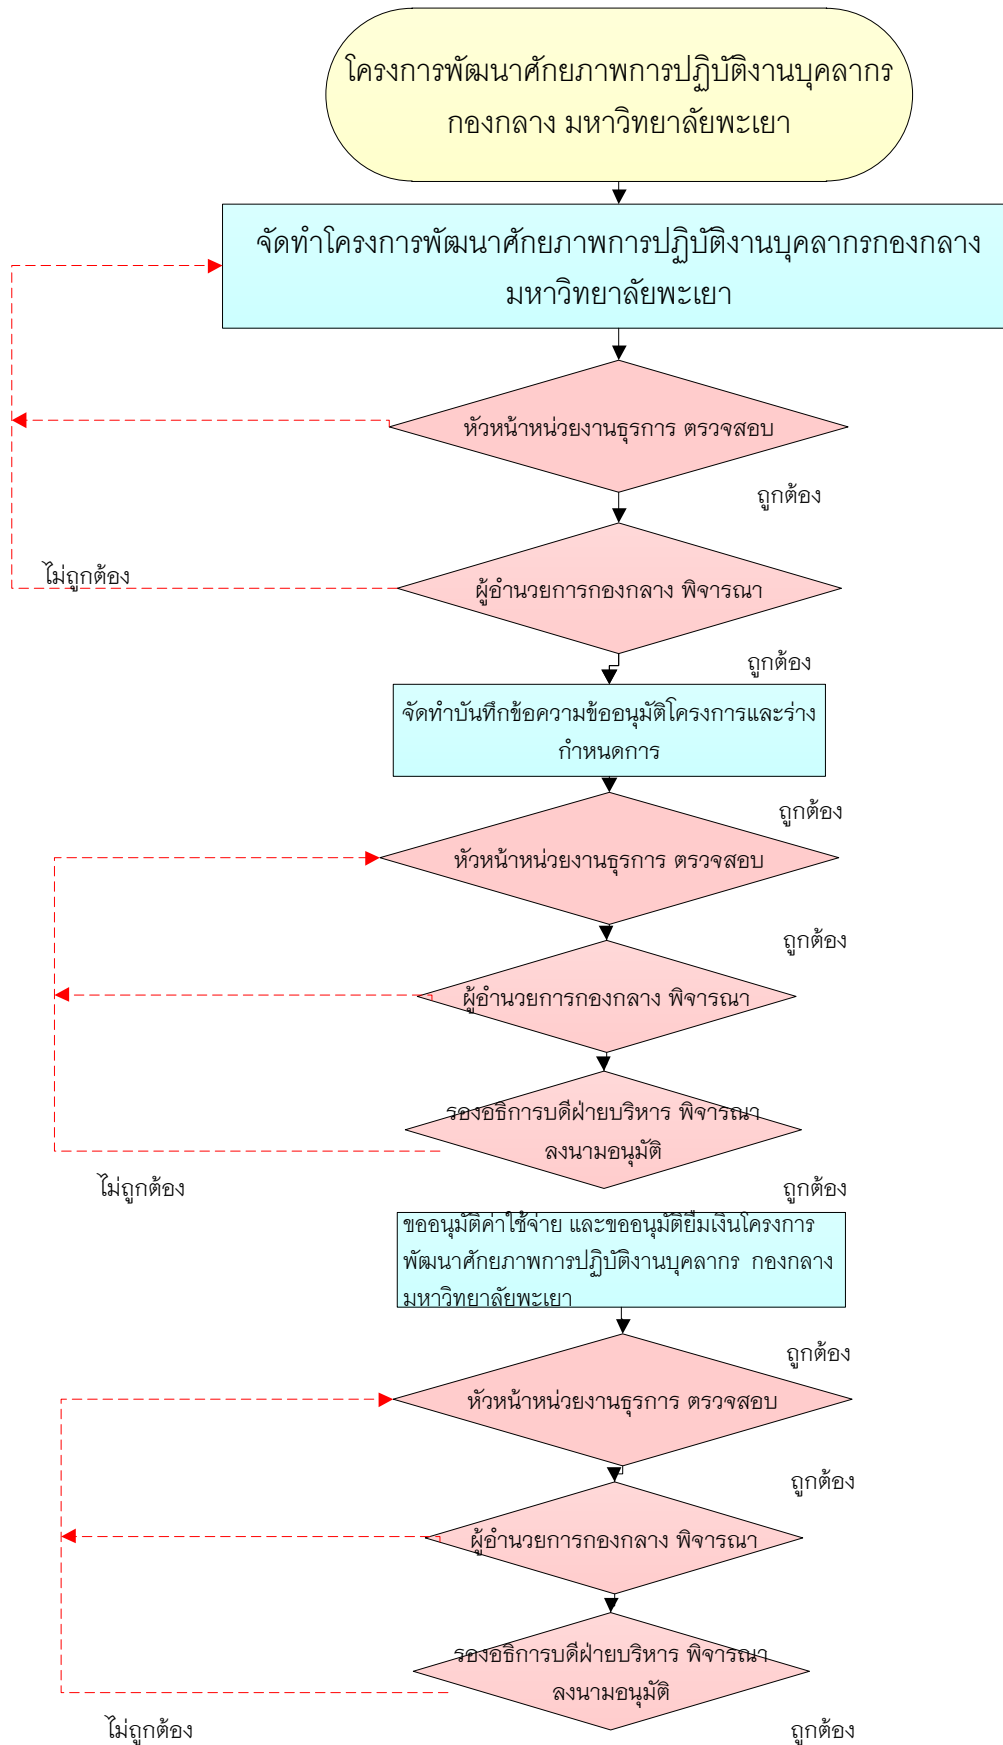 โครงการพัฒนาศักยภาพการปฏิบัติงานบุคลากร
กองกลาง มหาวิทยาลัยพะเยา
จัดทำโครงการพัฒนาศักยภาพการปฏิบัติงานบุคลากรกองกลาง
มหาวิทยาลัยพะเยา
หัวหน้าหน่วยงานธุรการ ตรวจสอบ
ถูกต้อง
ไม่ถูกต้อง
ผู้อำนวยการกองกลาง พิจารณา
ถูกต้อง
จัดทำบันทึกข้อความข้ออนุมัติโครงการและร่าง
กำหนดการ
ถูกต้อง
หัวหน้าหน่วยงานธุรการ ตรวจสอบ
ถูกต้อง
ผู้อำนวยการกองกลาง พิจารณา
รองอธิการบดีฝ่ายบริหาร พิจารณา
ลงนามอนุมัติ
ไม่ถูกต้อง
ถูกต้อง
ขออนุมัติค่าใช้จ่าย และขออนุมัติยืมเงินโครงการ
พัฒนาศักยภาพการปฏิบัติงานบุคลากร กองกลาง
มหาวิทยาลัยพะเยา
ถูกต้อง
หัวหน้าหน่วยงานธุรการ ตรวจสอบ
ถูกต้อง
ผู้อำนวยการกองกลาง พิจารณา
รองอธิการบดีฝ่ายบริหาร พิจารณา
ลงนามอนุมัติ
ไม่ถูกต้อง
ถูกต้อง